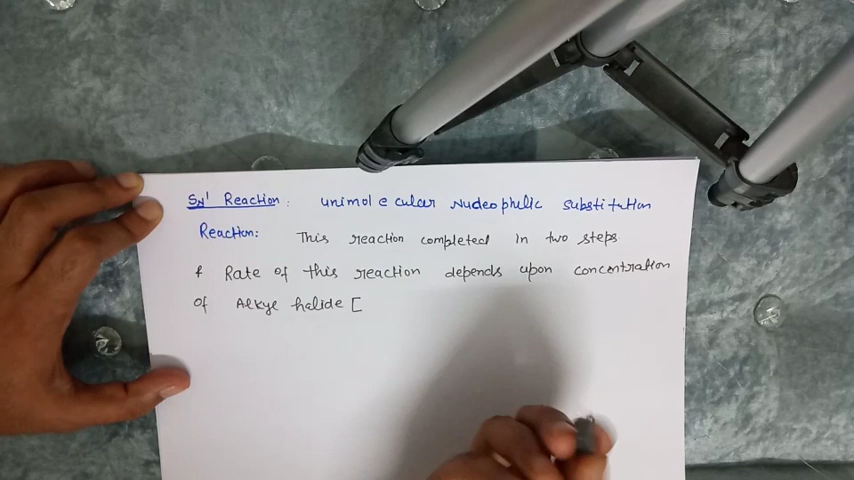 SN1 Reaction: unimolecular Nucleophilic Substitution
Reaction: This reaction completed in two steps
& Rate of this reaction depends upon concentration
of Alkyl halide [